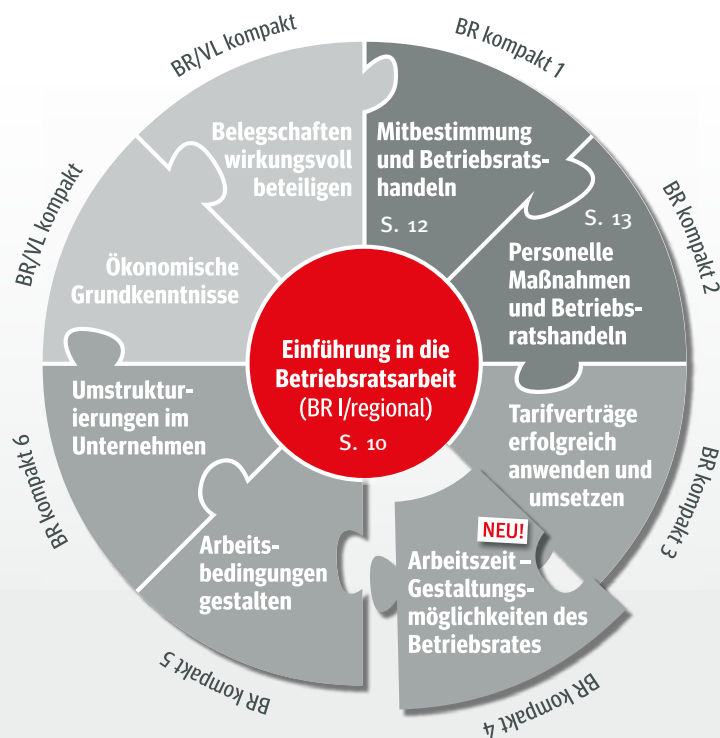 BR/VL kompakt
BR kompakt 1
Belegschaften
wirkungsvoll
beteiligen
Mitbestimmung
und Betriebsrats-
handeln
S. 12
BR kompakt 2
S. 13
Personelle
Maßnahmen
und Betriebs-
ratshandeln
BR/VL kompakt
Ökonomische
Grundkenntnisse
Einführung in die
Betriebsratsarbeit
(BR I/regional)
S. 10
Umstruktur-
ierungen im
Unternehmen
BR kompakt 6
Tarifverträge
erfolgreich
anwenden und
umsetzen
BR kompakt 3
Arbeits-
bedingungen
gestalten
BR kompakt 5
NEU!
Arbeitszeit –
Gestaltungs-
möglichkeiten des
Betriebsrates
BR kompakt 4